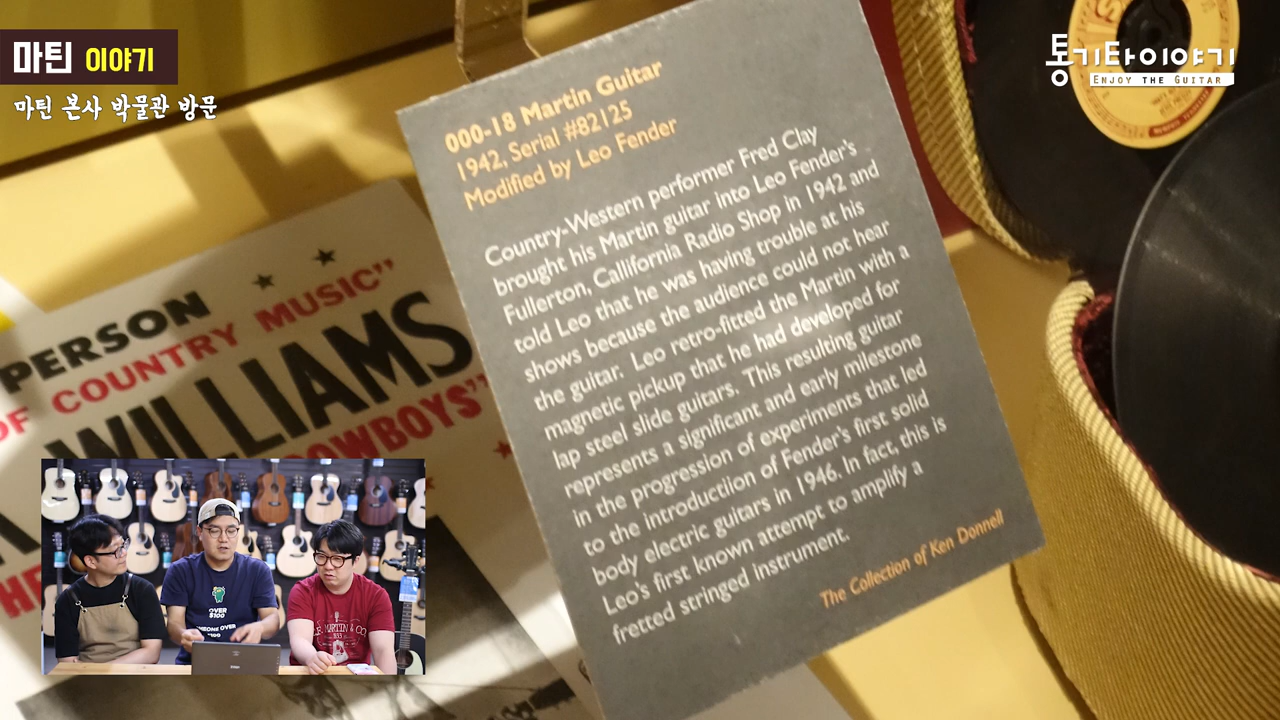 마틴 이야기
마틴 본사 박물관 방문
통기타이야기
ENJOY THE GUITAR
000-18 Martin Guitar
1942, Serial #82125
Modified by Leo Fender
Country-Western performer Fred Clay
brought his Martin guitar into Leo Fender's
Fullerton, California Radio Shop in 1942 and
told Leo that he was having trouble at his
shows because the audience could not hear
the guitar. Leo retro-fitted the Martin with a
magnetic pickup that he had developed for
lap steel slide guitars. This resulting guitar
represents a significant and early milestone
in the progression of experiments that led
to the introduction of Fender's first solid
body electric guitars in 1946. In fact, this is
Leo's first known attempt to amplify a
fretted stringed instrument.
The Collection of Ken Donnell
PERSON
OF COUNTRY MUSIC"
WILLIAMS
COWBOYS"
OVER
$100